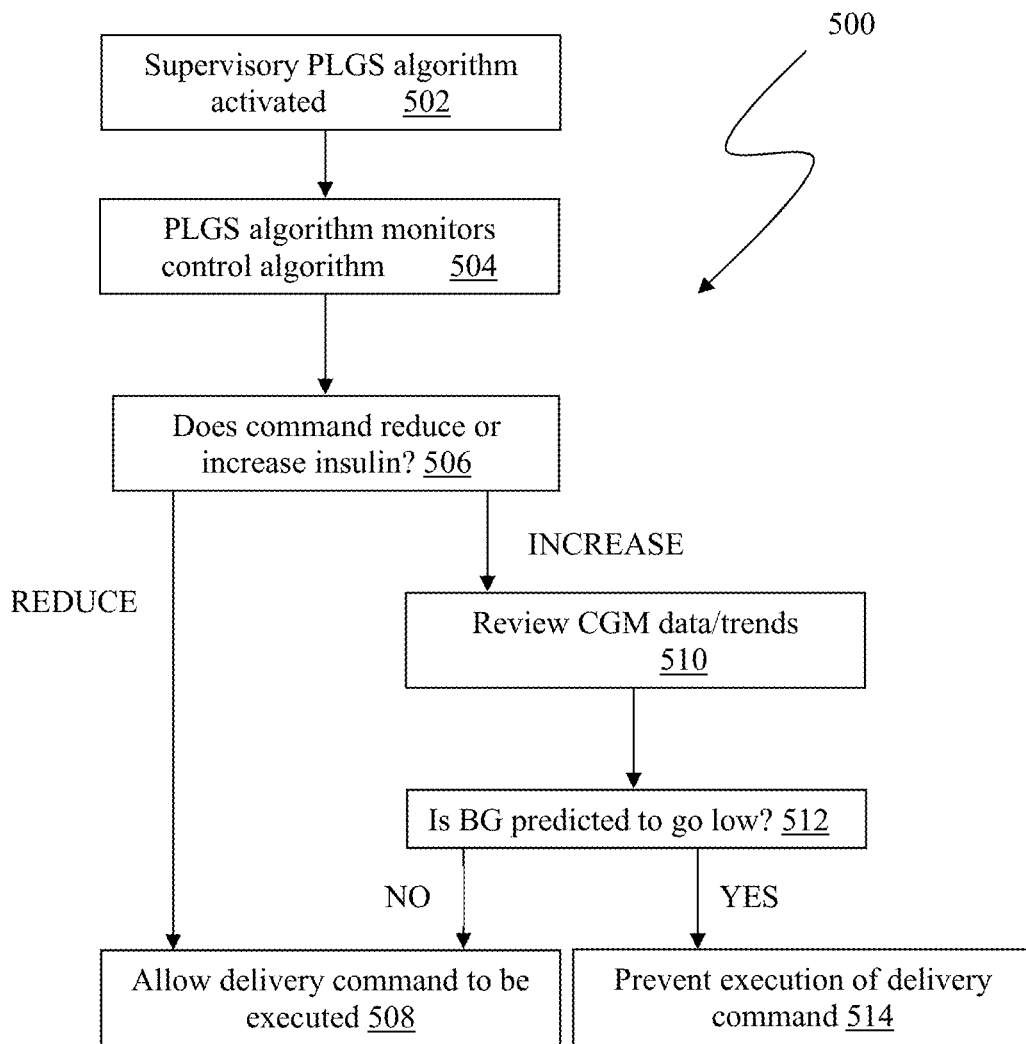 500
Supervisory PLGS algorithm
activated 502
PLGS algorithm monitors
control algorithm 504
Does command reduce or
increase insulin? 506
INCREASE
REDUCE
Review CGM data/trends
510
Is BG predicted to go low? 512
NO
YES
Allow delivery command to be
executed 508
Prevent execution of delivery
command 514